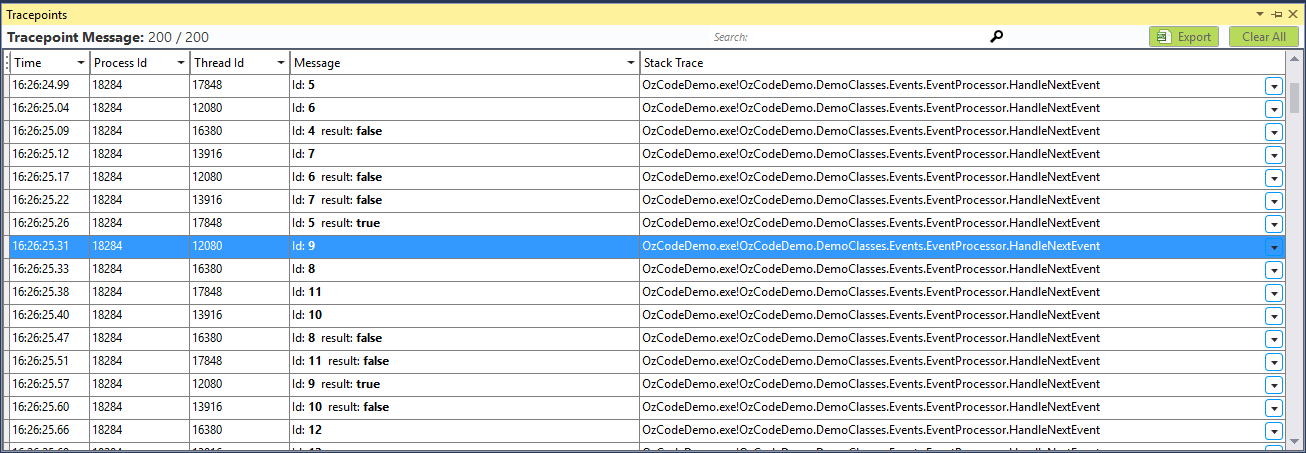 Tracepoints
Tracepoint Message: 200 / 200 Search: Export Clear All
Time Process Id Thread Id Message Stack Trace
16:26:24.99 18284 17848 Id: 5 OzCodeDemo.exe!OzCodeDemo.DemoClasses.Events.EventProcessor.HandleNextEvent
16:26:25.04 18284 12080 Id: 6 OzCodeDemo.exe!OzCodeDemo.DemoClasses.Events.EventProcessor.HandleNextEvent
16:26:25.09 18284 16380 Id: 4 result: false OzCodeDemo.exe!OzCodeDemo.DemoClasses.Events.EventProcessor.HandleNextEvent
16:26:25.12 18284 13916 Id: 7 OzCodeDemo.exe!OzCodeDemo.DemoClasses.Events.EventProcessor.HandleNextEvent
16:26:25.17 18284 12080 Id: 6 result: false OzCodeDemo.exe!OzCodeDemo.DemoClasses.Events.EventProcessor.HandleNextEvent
16:26:25.22 18284 13916 Id: 7 result: false OzCodeDemo.exe!OzCodeDemo.DemoClasses.Events.EventProcessor.HandleNextEvent
16:26:25.26 18284 17848 Id: 5 result: true OzCodeDemo.exe!OzCodeDemo.DemoClasses.Events.EventProcessor.HandleNextEvent
16:26:25.31 18284 12080 Id: 9 OzCodeDemo.exe!OzCodeDemo.DemoClasses.Events.EventProcessor.HandleNextEvent
16:26:25.33 18284 16380 Id: 8 OzCodeDemo.exe!OzCodeDemo.DemoClasses.Events.EventProcessor.HandleNextEvent
16:26:25.38 18284 17848 Id: 11 OzCodeDemo.exe!OzCodeDemo.DemoClasses.Events.EventProcessor.HandleNextEvent
16:26:25.40 18284 13916 Id: 10 OzCodeDemo.exe!OzCodeDemo.DemoClasses.Events.EventProcessor.HandleNextEvent
16:26:25.47 18284 16380 Id: 8 result: false OzCodeDemo.exe!OzCodeDemo.DemoClasses.Events.EventProcessor.HandleNextEvent
16:26:25.51 18284 17848 Id: 11 result: false OzCodeDemo.exe!OzCodeDemo.DemoClasses.Events.EventProcessor.HandleNextEvent
16:26:25.57 18284 12080 Id: 9 result: true OzCodeDemo.exe!OzCodeDemo.DemoClasses.Events.EventProcessor.HandleNextEvent
16:26:25.60 18284 13916 Id: 10 result: false OzCodeDemo.exe!OzCodeDemo.DemoClasses.Events.EventProcessor.HandleNextEvent
16:26:25.66 18284 16380 Id: 12 OzCodeDemo.exe!OzCodeDemo.DemoClasses.Events.EventProcessor.HandleNextEvent